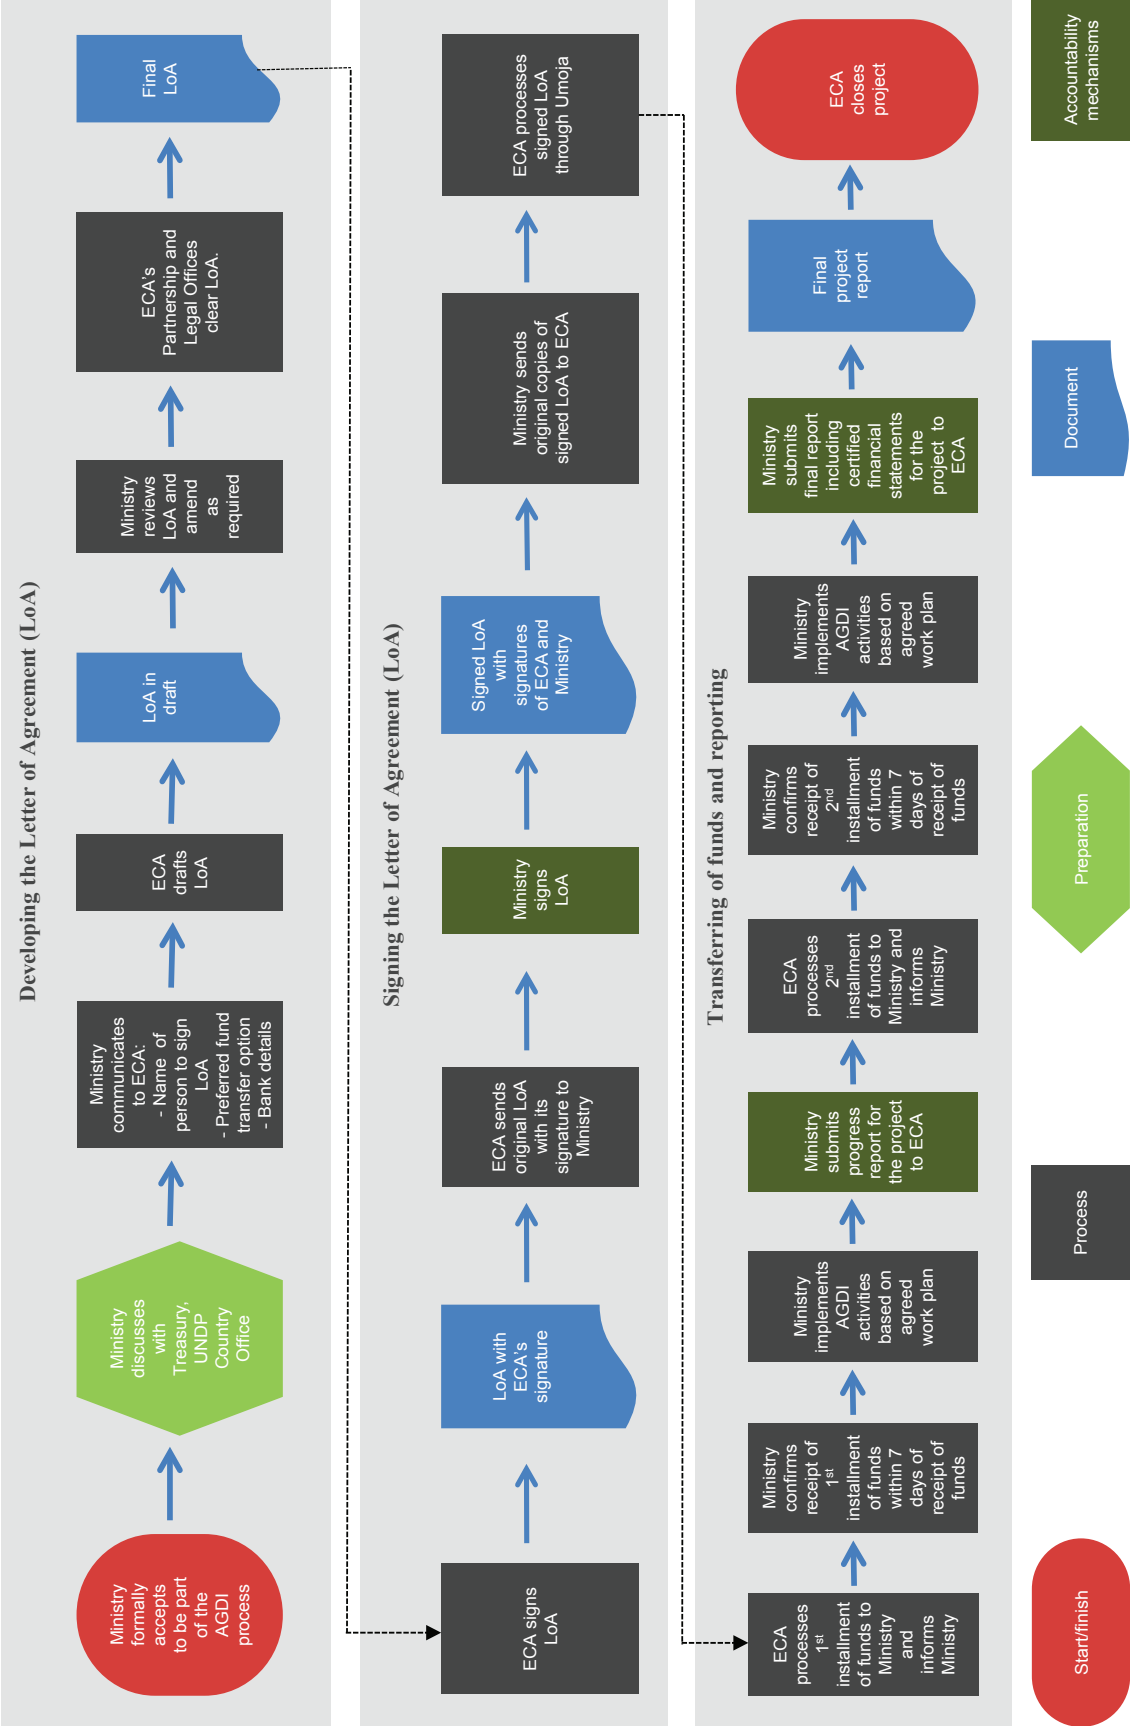 Developing the Letter of Agreement (LoA)
Ministry
formally
accepts
to be part
of the
AGDI
process
Ministry
discusses
with
Treasury,
UNDP
Country
Office
Ministry
communicates
to ECA:
- Name of
person to sign
LoA
- Preferred fund
transfer option
- Bank details
ECA
drafts
LoA
LoA in
draft
Ministry
reviews
LoA and
amend
as
required
ECA's
Partnership and
Legal Offices
clear LoA.
Final
LoA
Signing the Letter of Agreement (LoA)
ECA signs
LoA
LoA with
ECA's
signature
ECA sends
original LoA
with its
signature to
Ministry
Ministry
signs
LoA
Signed LoA
with
signatures
of ECA and
Ministry
Ministry sends
original copies of
signed LoA to ECA
ECA processes
signed LoA
through Umoja
Transferring of funds and reporting
ECA
processes
1st
installment
of funds to
Ministry
and
informs
Ministry
Ministry
confirms
receipt of
1st
installment
of funds
within 7
days of
receipt of
funds
Ministry
implements
AGDI
activities
based on
agreed
work plan
Ministry
submits
progress
report for
the project
to ECA
ECA
processes
2nd
installment
of funds to
Ministry and
informs
Ministry
Ministry
confirms
receipt of
2nd
installment
of funds
within 7
days of
receipt of
funds
Ministry
implements
AGDI
activities
based on
agreed
work plan
Ministry
submits
final report
including
certified
financial
statements
for the
project to
ECA
Final
project
report
ECA
closes
project
Start/finish
Process
Preparation
Document
Accountability
mechanisms